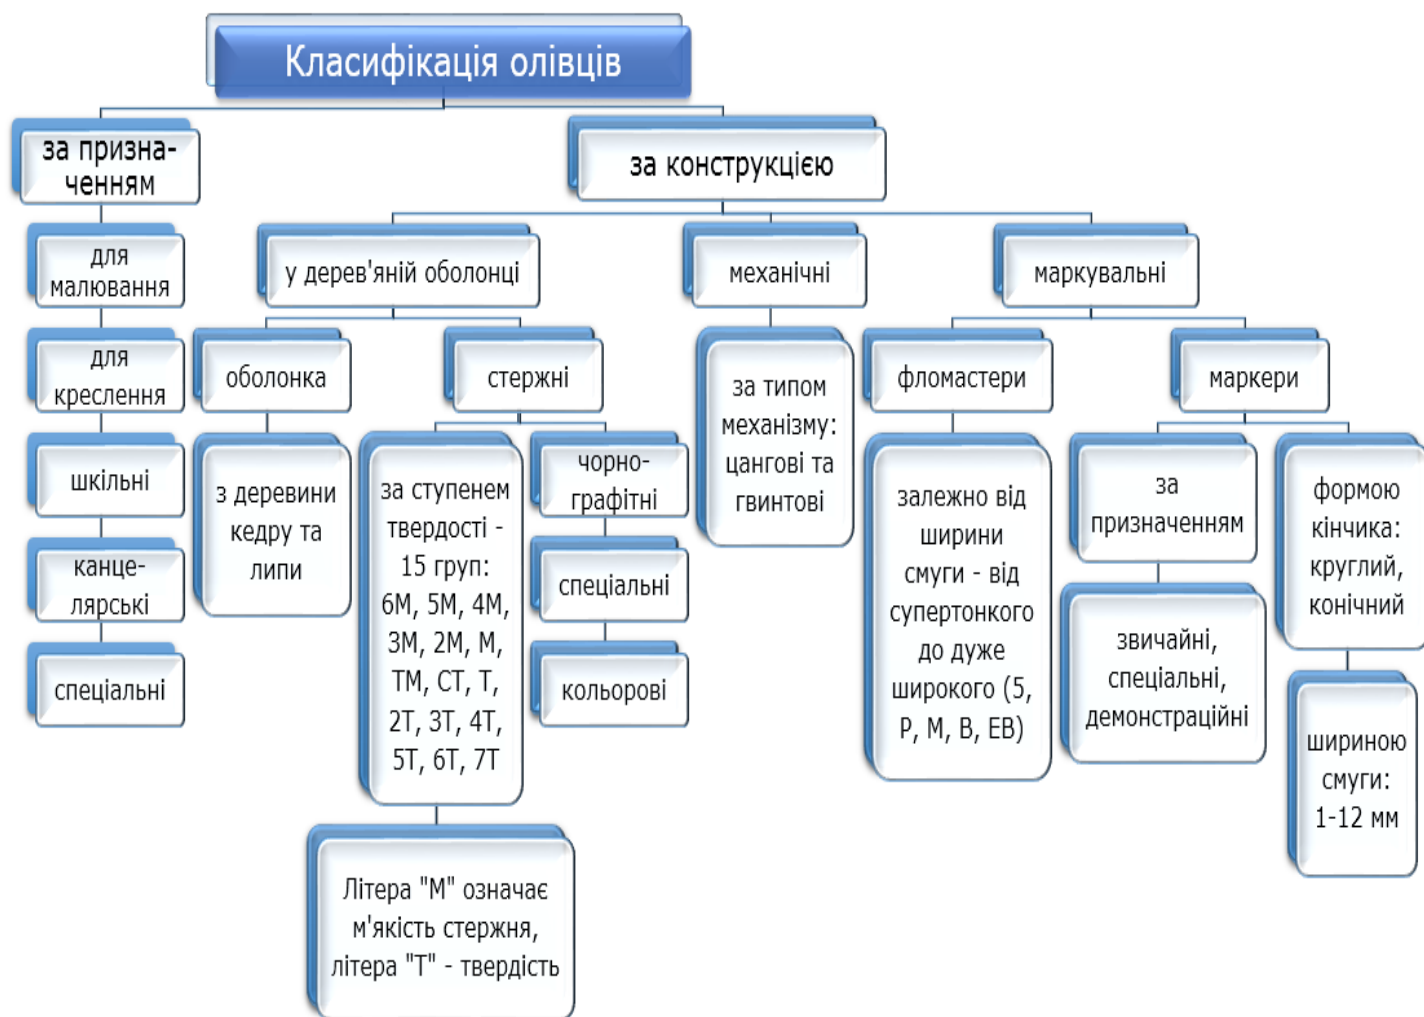 Класифікація олівців
за призна-
ченням
за конструкцією
для
малювання
для
креслення
шкільні
канце-
лярські
спеціальні
у дерев'яній оболонці
механічні
маркувальні
оболонка
з деревини
кедру та
липи
стержні
за ступенем
твердості -
15 груп:
6М, 5М, 4М,
3М, 2М, М,
ТМ, СТ, Т,
2Т, 3Т, 4Т,
5Т, 6Т, 7Т
Літера "М" означає
м'якість стержня,
літера "Т" - твердість
чорно-
графітні
спеціальні
кольорові
за типом
механізму:
цангові та
гвинтові
фломастери
залежно від
ширини
смуги - від
супертонкого
до дуже
широкого (5,
Р, М, В, ЕВ)
маркери
за
призначенням
звичайні,
спеціальні,
демонстраційні
формою
кінчика:
круглий,
конічний
шириною
смуги:
1-12 мм